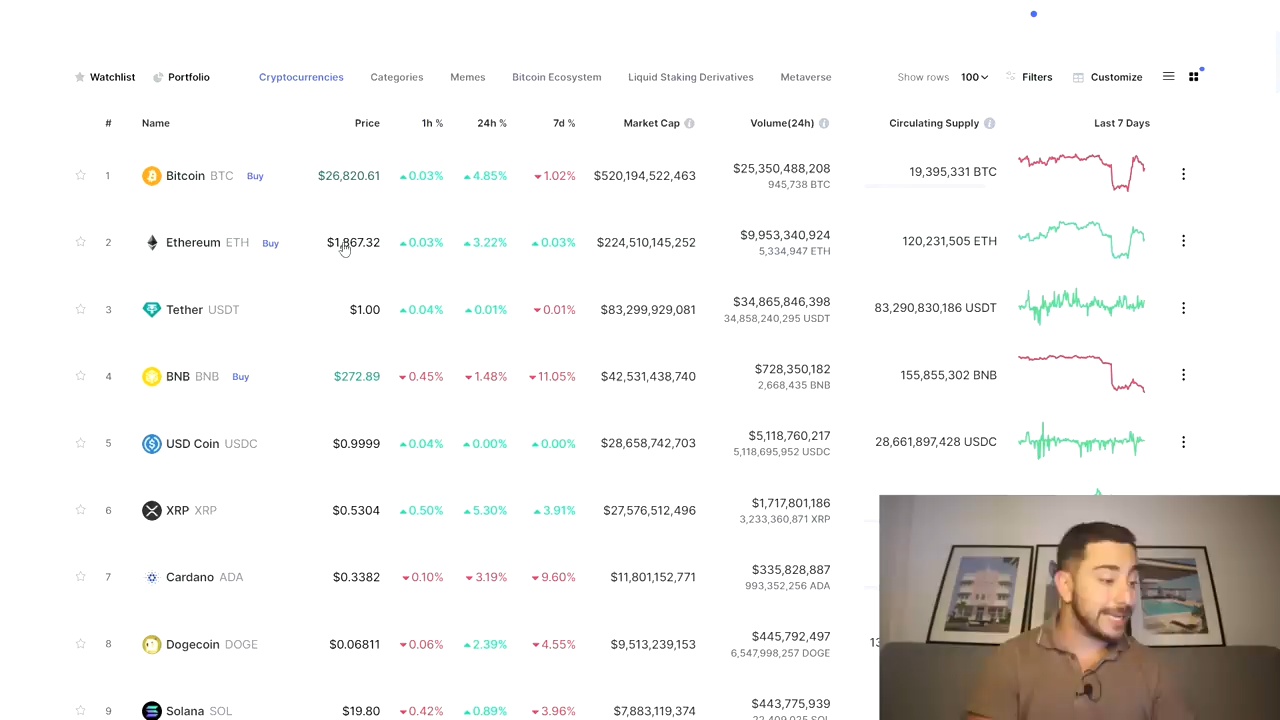 Watchlist Portfolio Cryptocurrencies Categories Memes Bitcoin Ecosystem Liquid Staking Derivatives Metaverse Show rows 100 Filters Customize
# Name Price 1h % 24h % 7d % Market Cap Volume(24h) Circulating Supply Last 7 Days
1 Bitcoin BTC Buy $26,820.61 0.03% 4.85% 1.02% $520,194,522,463 $25,350,488,208 19,395,331 BTC
945,738 BTC
2 Ethereum ETH Buy $1,867.32 0.03% 3.22% 0.03% $224,510,145,252 $9,953,340,924 120,231,505 ETH
5,334,947 ETH
3 Tether USDT $1.00 0.04% 0.01% 0.01% $83,299,929,081 $34,865,846,398 83,290,830,186 USDT
34,858,240,295 USDT
4 BNB BNB Buy $272.89 0.45% 1.48% 11.05% $42,531,438,740 $728,350,182 155,855,302 BNB
2,668,435 BNB
5 USD Coin USDC $0.9999 0.04% 0.00% 0.00% $28,658,742,703 $5,118,760,217 28,661,897,428 USDC
5,118,695,952 USDC
6 XRP XRP $0.5304 0.50% 5.30% 3.91% $27,576,512,496 $1,717,801,186
3,233,360,871 XRP
7 Cardano ADA $0.3382 0.10% 3.19% 9.60% $11,801,152,771 $335,828,887
993,352,256 ADA
8 Dogecoin DOGE $0.06811 0.06% 2.39% 4.55% $9,513,239,153 $445,792,497 13
6,547,998,257 DOGE
9 Solana SOL $19.80 0.42% 0.89% 3.96% $7,883,119,374 $443,775,939